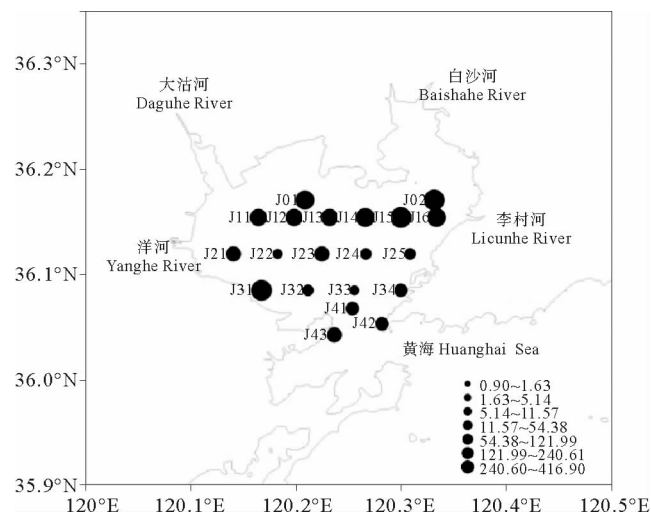 36.3°N
大沽河
Daguhe River
白沙河
Baishahe River
36.2°N
J01 J02
J11 J12 J13 J14 J15 J16
李村河
Licunhe River
洋河
Yanghe River
J21 J22 J23 J24 J25
36.1°N
J31 J32 J33 J34
J41
J42
J43
黃海 Huanghai Sea
36.0°N
0.90~1.63
1.63~5.14
5.14~11.57
11.57~54.38
54.38~121.99
121.99~240.61
240.60~416.90
35.9°N
120°E 120.1°E 120.2°E 120.3°E 120.4°E 120.5°E